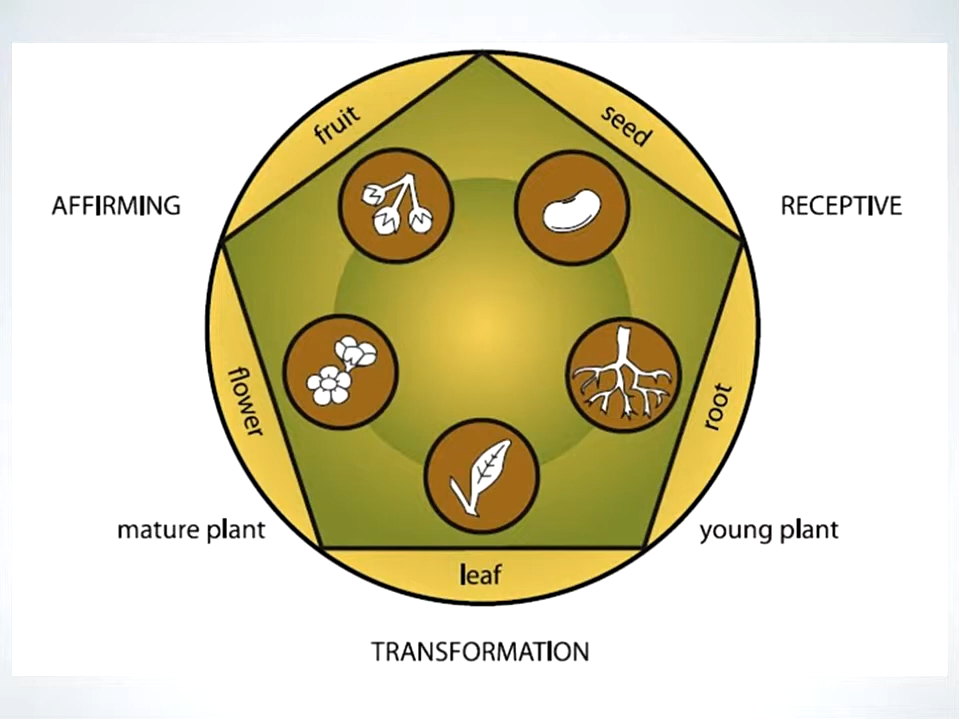 fruit
seed
AFFIRMING
RECEPTIVE
flower
root
mature plant
young plant
leaf
TRANSFORMATION